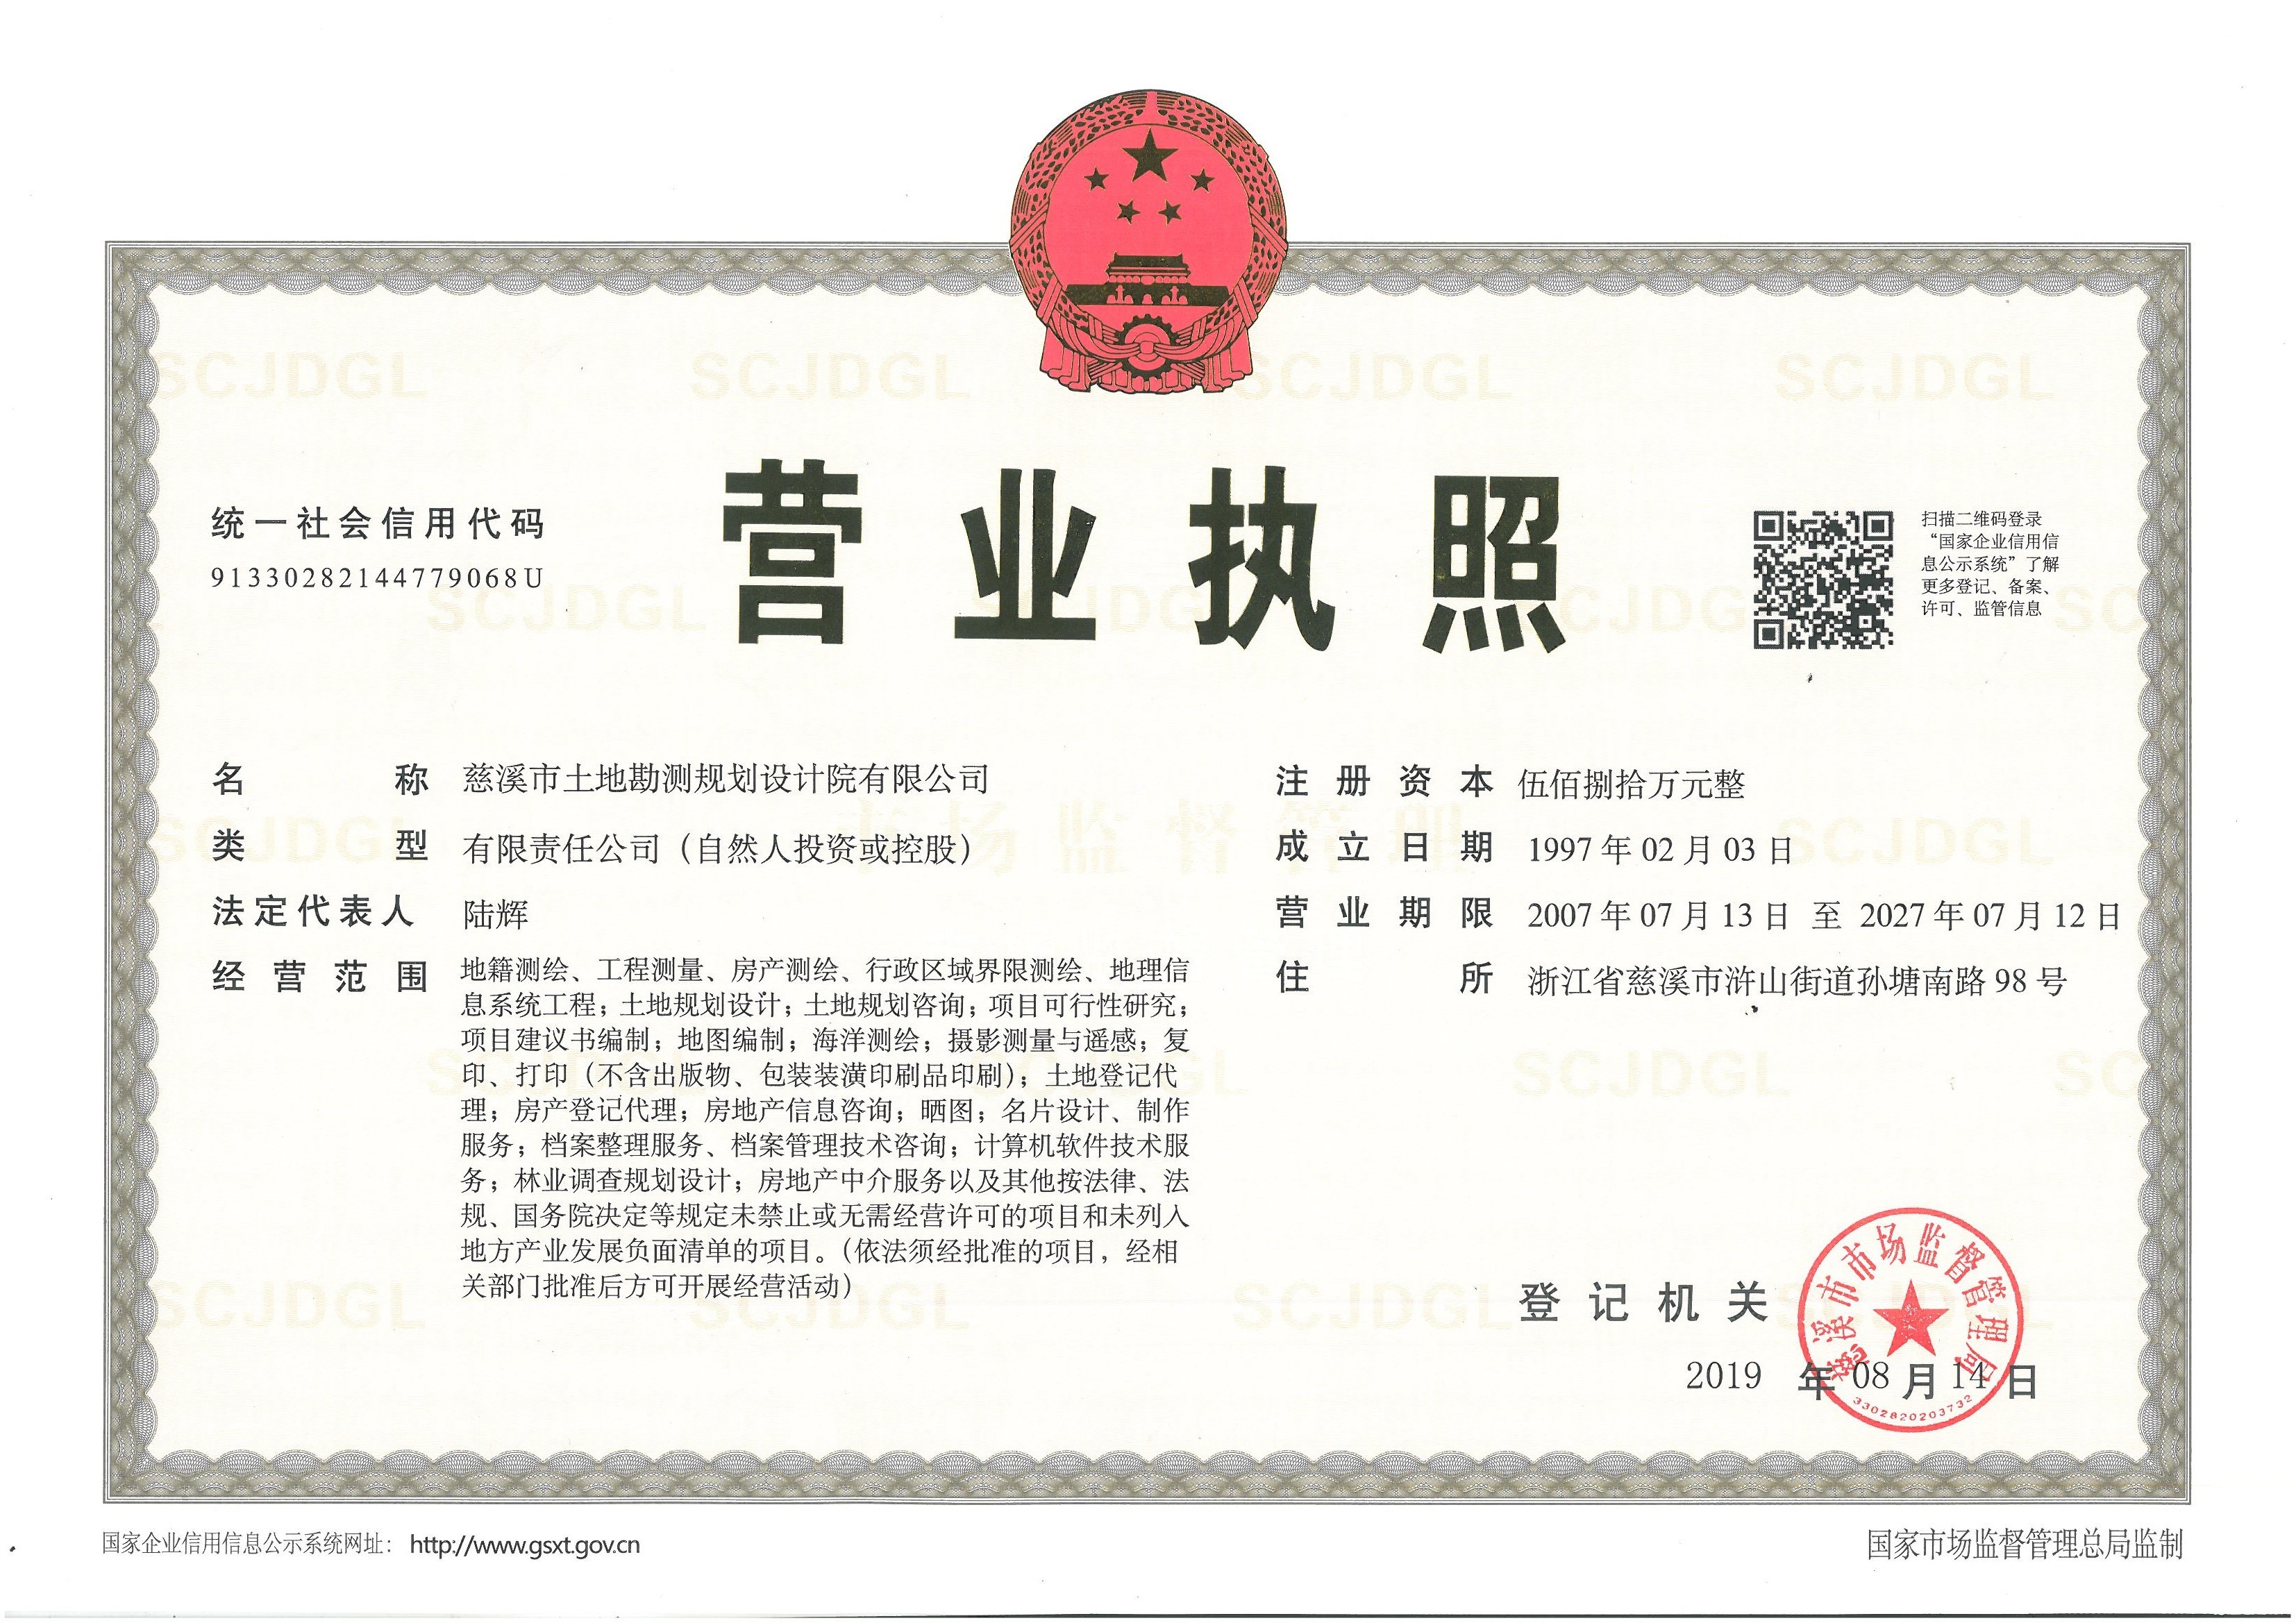 营业执照
统一社会信用代码
91330282144779068U
扫描二维码登录
“国家企业信用信
息公示系统”了解
更多登记、备案、
许可、监管信息
名称 慈溪市土地勘测规划设计院有限公司
类型 有限责任公司（自然人投资或控股）
法定代表人 陆辉
经营范围 地籍测绘、工程测量、房产测绘、行政区域界限测绘、地理信
息系统工程；土地规划设计；土地规划咨询；项目可行性研究；
项目建议书编制；地图编制；海洋测绘；摄影测量与遥感；复
印、打印（不含出版物、包装装潢印刷品印刷）；土地登记代
理；房产登记代理；房地产信息咨询；晒图；名片设计、制作
服务；档案整理服务、档案管理技术咨询；计算机软件技术服
务；林业调查规划设计；房地产中介服务以及其他按法律、法
规、国务院决定等规定未禁止或无需经营许可的项目和未列入
地方产业发展负面清单的项目。（依法须经批准的项目，经相
关部门批准后方可开展经营活动）
注册资本 伍佰捌拾万元整
成立日期 1997年02月03日
营业期限 2007年07月13日 至 2027年07月12日
住所 浙江省慈溪市浒山街道孙塘南路98号
登记机关
慈溪市市场监督管理局
3302820203732
2019 年 08 月 14 日
国家企业信用信息公示系统网址： http://www.gsxt.gov.cn
国家市场监督管理总局监制
SCJDGL
市场监督管理